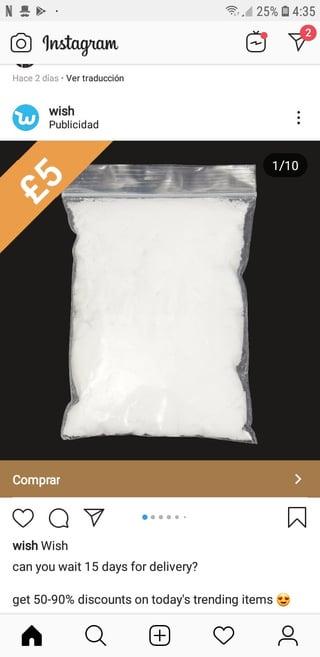 25% 4:35
Instagram
2
Hace 2 días • Ver traducción
wish
Publicidad
£5
1/10
Comprar
wish Wish
can you wait 15 days for delivery?
get 50-90% discounts on today's trending items 😍